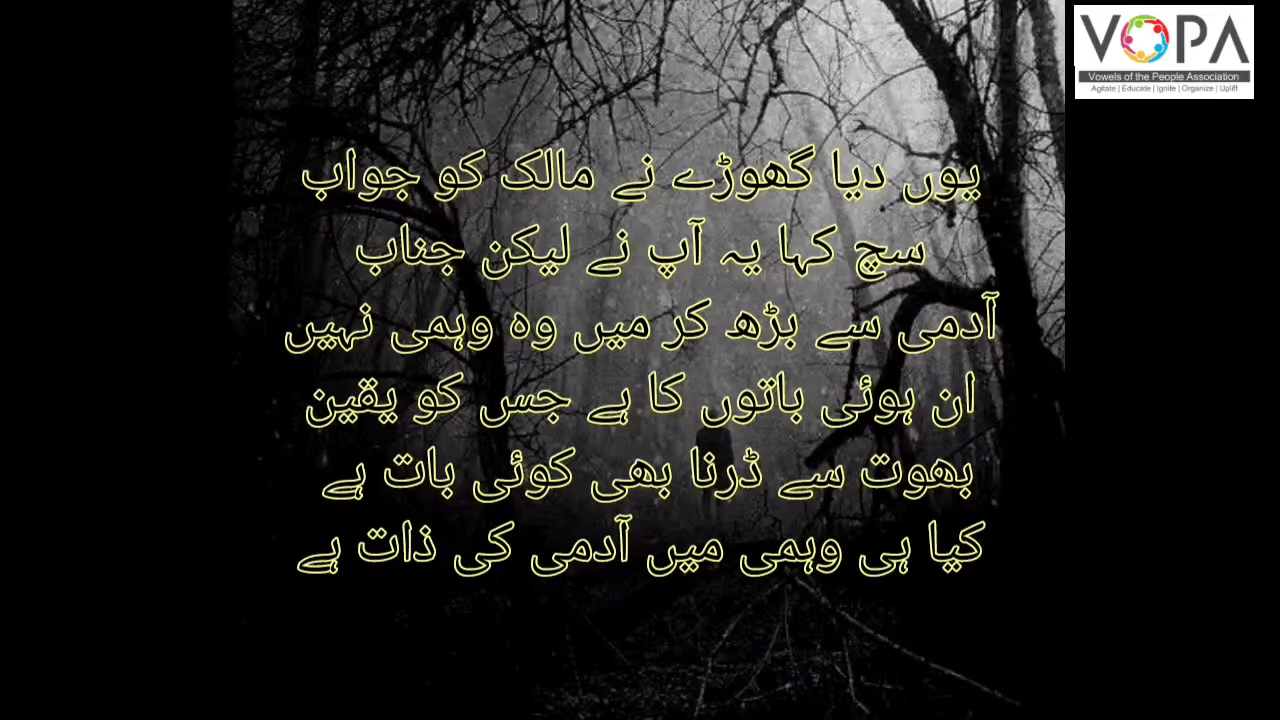 VOPA
Vowels of the People Association
Agitate | Educate | Ignite | Organize | Uplift
یوں دیا گھوڑے نے مالک کو جواب
سچ کہا یہ آپ نے لیکن جناب
آدمی سے بڑھ کر میں وہ وہمی نہیں
ان ہوئی باتوں کا ہے جس کو یقین
بھوت سے ڈرنا بھی کوئی بات ہے
کیا ہی وہمی میں آدمی کی ذات ہے